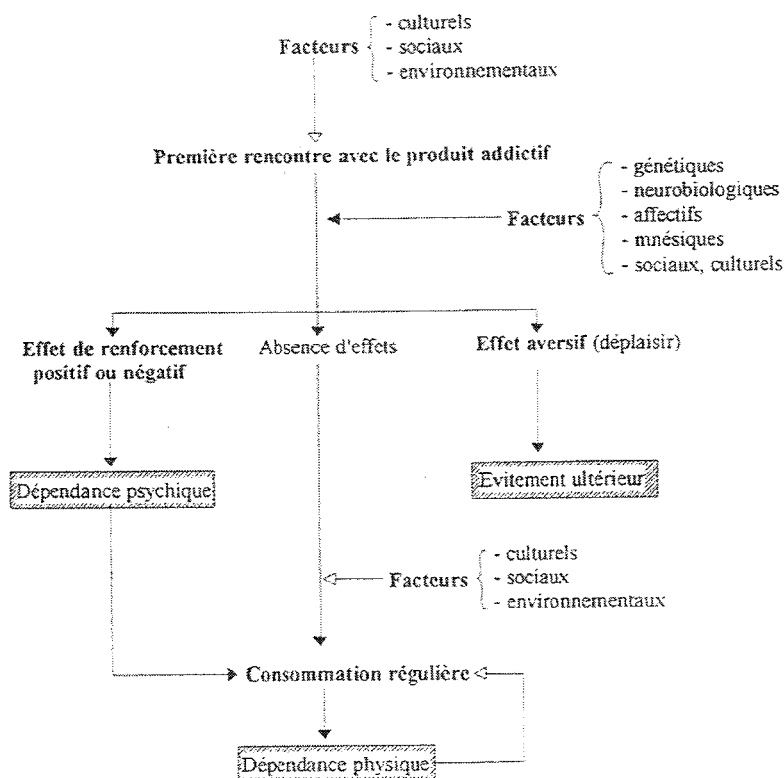 - culturels
Facteurs - sociaux
- environnementaux
Première rencontre avec le produit addictif
- génétiques
- neurobiologiques
Facteurs - affectifs
- mnésiques
- sociaux, culturels
Effet de renforcement
positif ou négatif
Absence d'effets
Effet aversif (déplaisir)
Dépendance psychique
Evitement ultérieur
- culturels
Facteurs - sociaux
- environnementaux
Consommation régulière
Dépendance physique